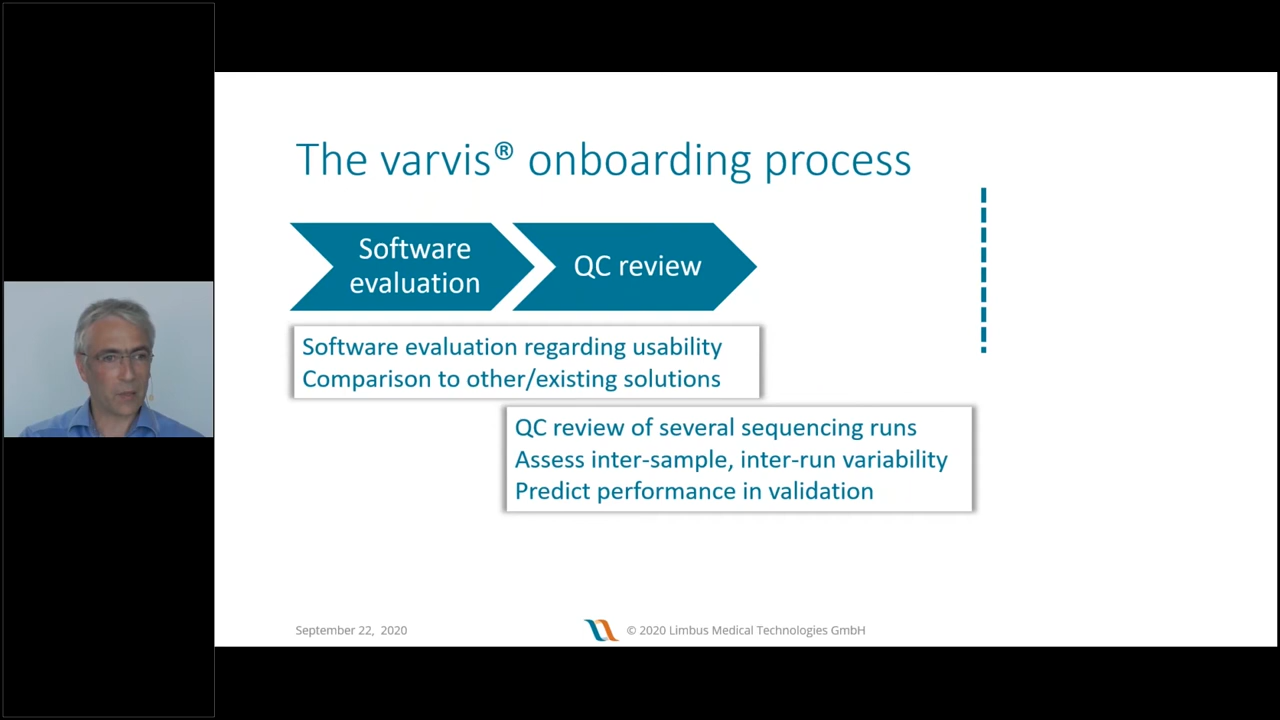 The varvis® onboarding process
Software
evaluation
QC review
Software evaluation regarding usability
Comparison to other/existing solutions
QC review of several sequencing runs
Assess inter-sample, inter-run variability
Predict performance in validation
September 22, 2020
© 2020 Limbus Medical Technologies GmbH